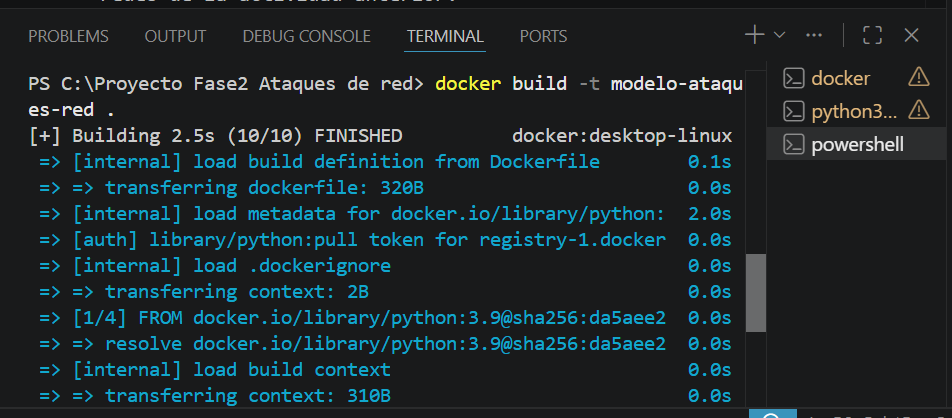 PROBLEMS OUTPUT DEBUG CONSOLE TERMINAL PORTS
PS C:\Proyecto Fase2 Ataques de red> docker build -t modelo-ataqu
es-red .
[+] Building 2.5s (10/10) FINISHED docker:desktop-linux
=> [internal] load build definition from Dockerfile 0.1s
=> => transferring dockerfile: 320B 0.0s
=> [internal] load metadata for docker.io/library/python: 2.0s
=> [auth] library/python:pull token for registry-1.docker 0.0s
=> [internal] load .dockerignore 0.0s
=> => transferring context: 2B 0.0s
=> [1/4] FROM docker.io/library/python:3.9@sha256:da5aee2 0.0s
=> => resolve docker.io/library/python:3.9@sha256:da5aee2 0.0s
=> [internal] load build context 0.0s
=> => transferring context: 310B 0.0s
docker
python3...
powershell